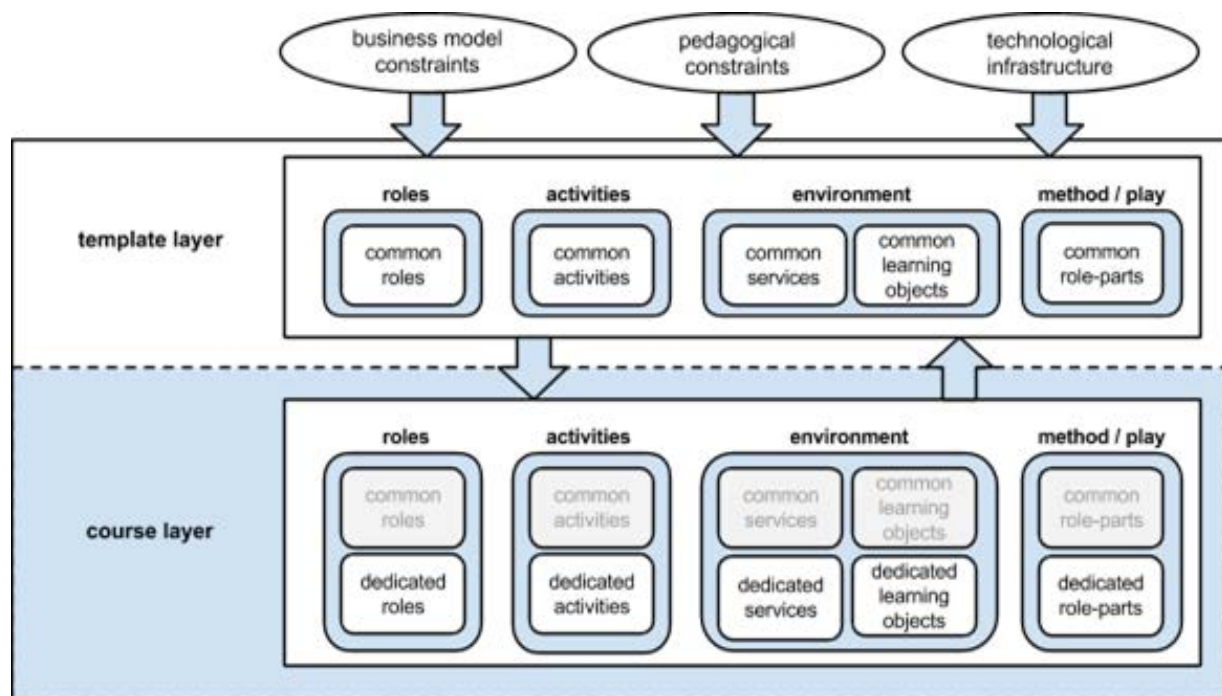 business model
constraints
pedagogical
constraints
technological
infrastructure
template layer
roles
common
roles
activities
common
activities
environment
common
services
common
learning
objects
method / play
common
role-parts
course layer
roles
common
roles
dedicated
roles
activities
common
activities
dedicated
activities
environment
common
services
common
learning
objects
dedicated
services
dedicated
learning
objects
method / play
common
role-parts
dedicated
role-parts